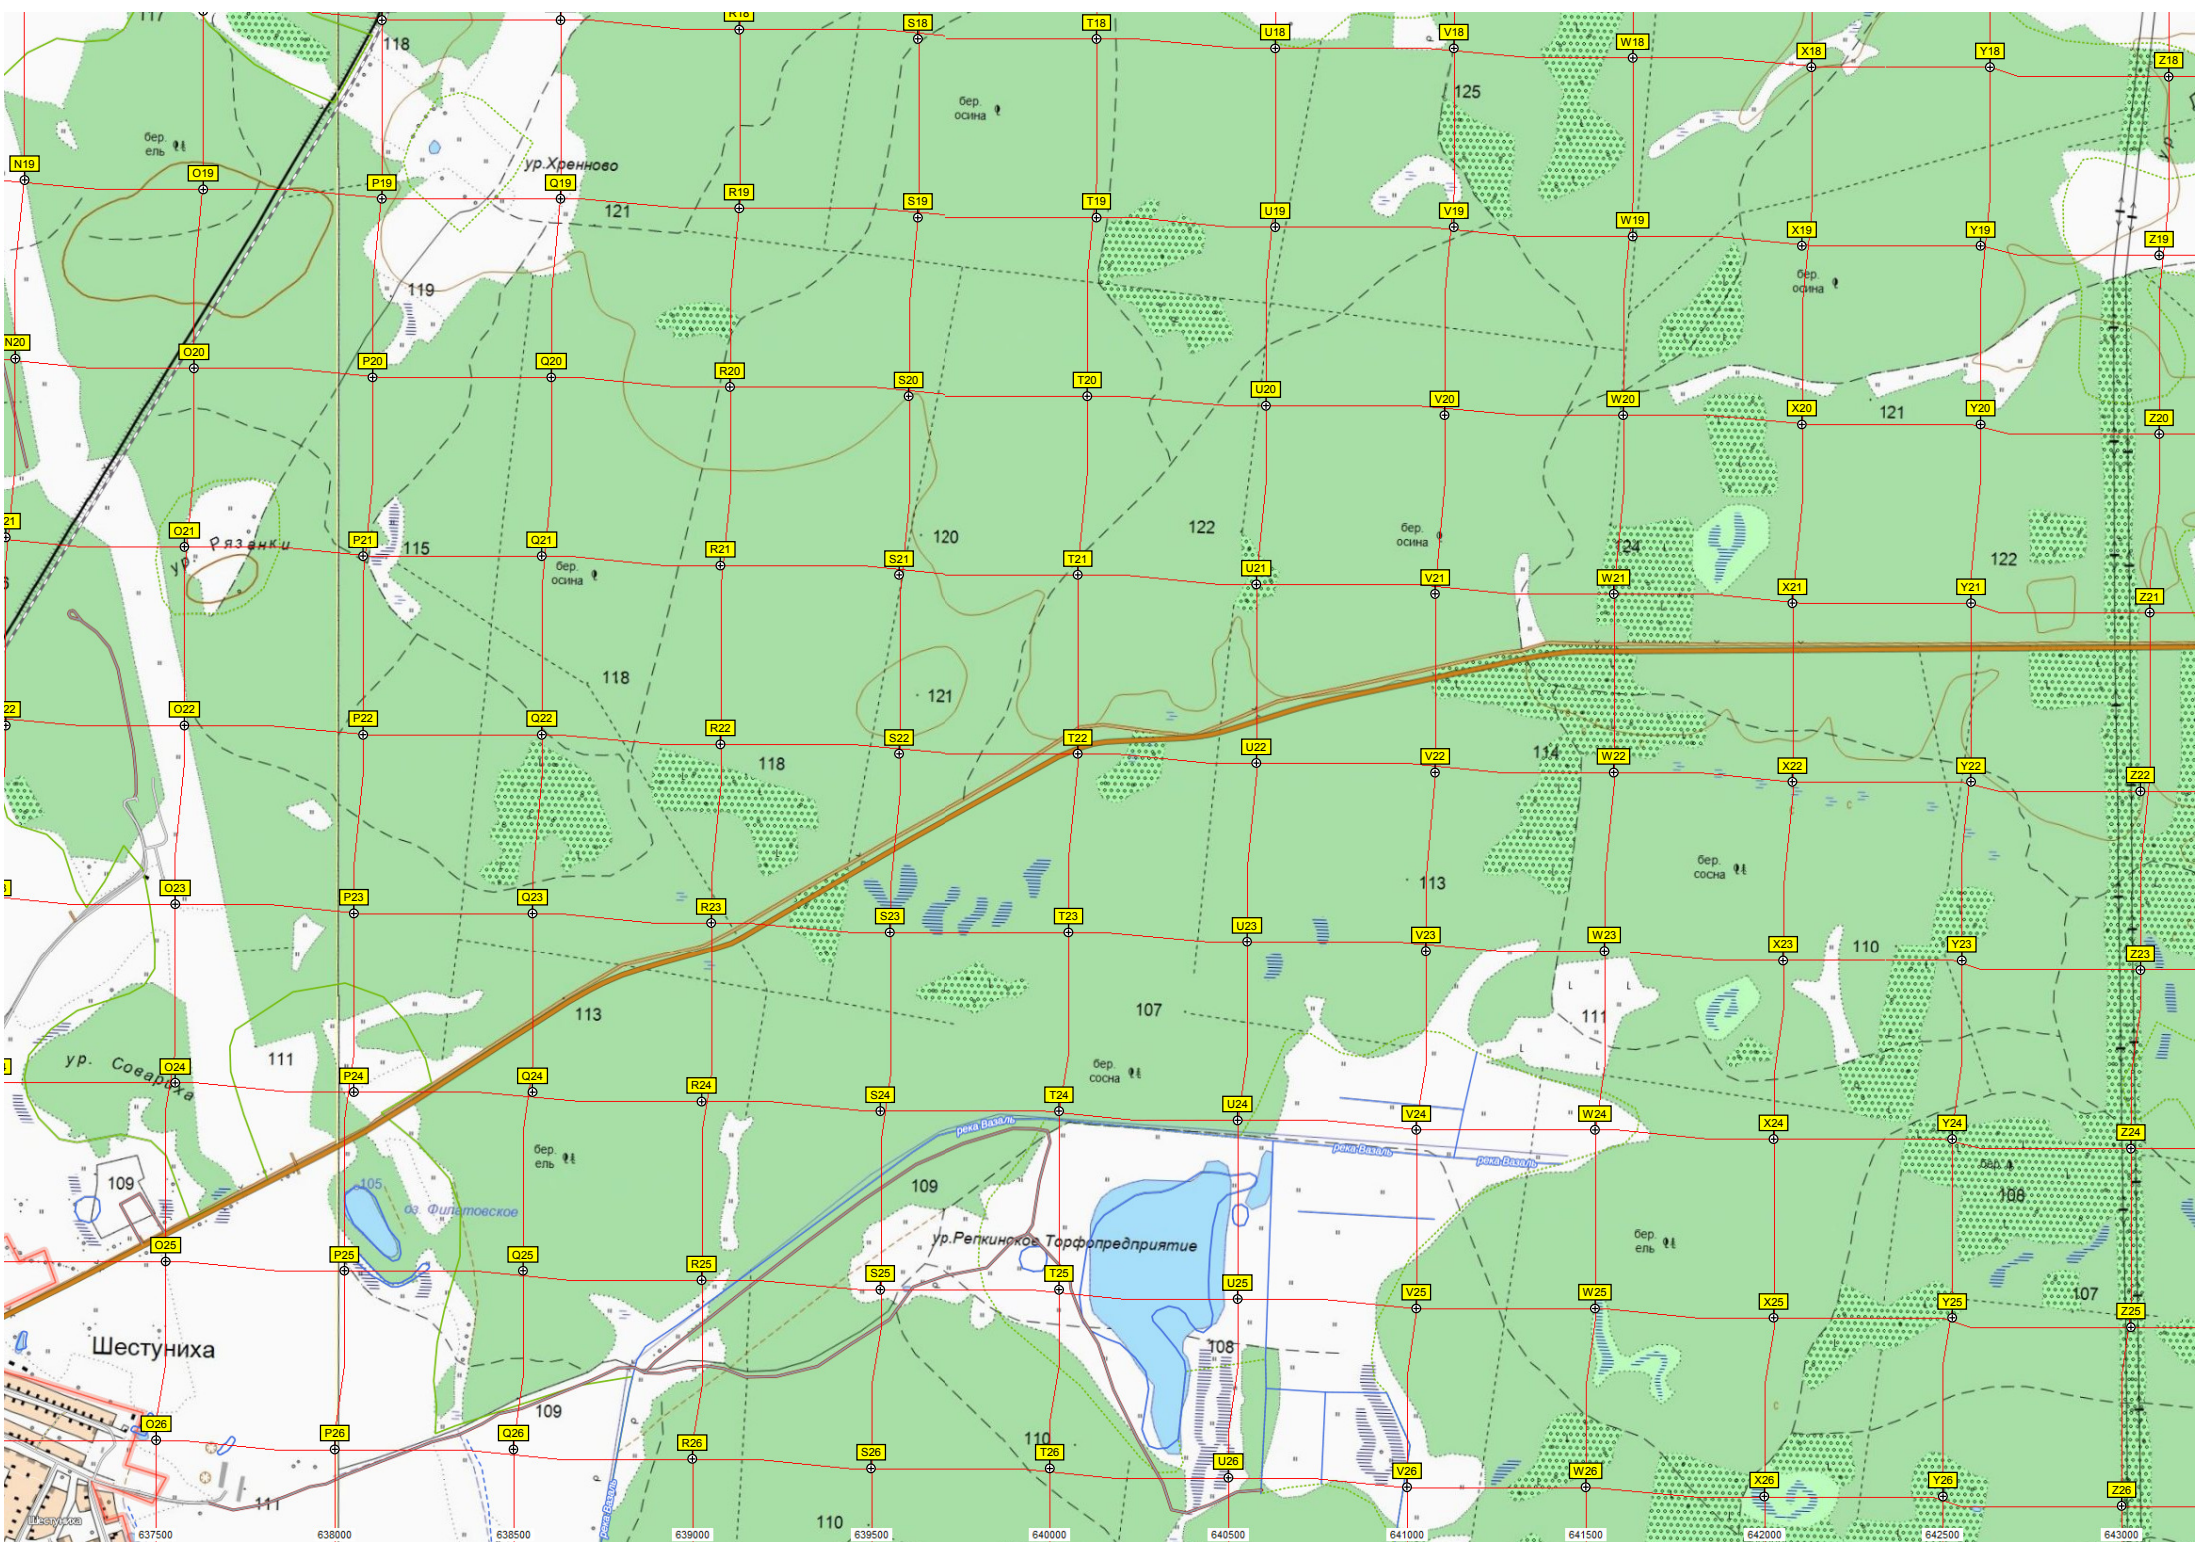 117
118
R18
S18
T18
U18
V18
W18
X18
Y18
Z18
125
бер.
ель
бер.
осина
ур.Хренново
N19
O19
P19
Q19
R19
S19
T19
U19
V19
W19
X19
Y19
Z19
121
119
бер.
осина
ур.
N20
O20
P20
Q20
R20
S20
T20
U20
V20
W20
X20
Y20
Z20
121
120
122
бер.
осина
124
122
21
O21
P21
Q21
R21
S21
T21
U21
V21
W21
X21
Y21
Z21
ур. Рязанки
115
бер.
осина
118
121
22
O22
P22
Q22
R22
S22
T22
U22
V22
W22
X22
Y22
Z22
118
114
113
бер.
сосна
O23
P23
Q23
R23
S23
T23
U23
V23
W23
X23
Y23
Z23
110
113
107
111
111
ур. Совариха
бер.
сосна
O24
P24
Q24
R24
S24
T24
U24
V24
W24
X24
Y24
Z24
река Вазаль
река Вазаль
река Вазаль
бер.
ель
бер.
109
105
оз. Филатовское
109
108
ур.Репкинское Торфопредприятие
бер.
ель
O25
P25
Q25
R25
S25
T25
U25
V25
W25
X25
Y25
Z25
107
Шестуниха
108
109
110
O26
P26
Q26
R26
S26
T26
U26
V26
W26
X26
Y26
Z26
111
110
река Вазаль
Шестуниха
637500
638000
638500
639000
639500
640000
640500
641000
641500
642000
642500
643000